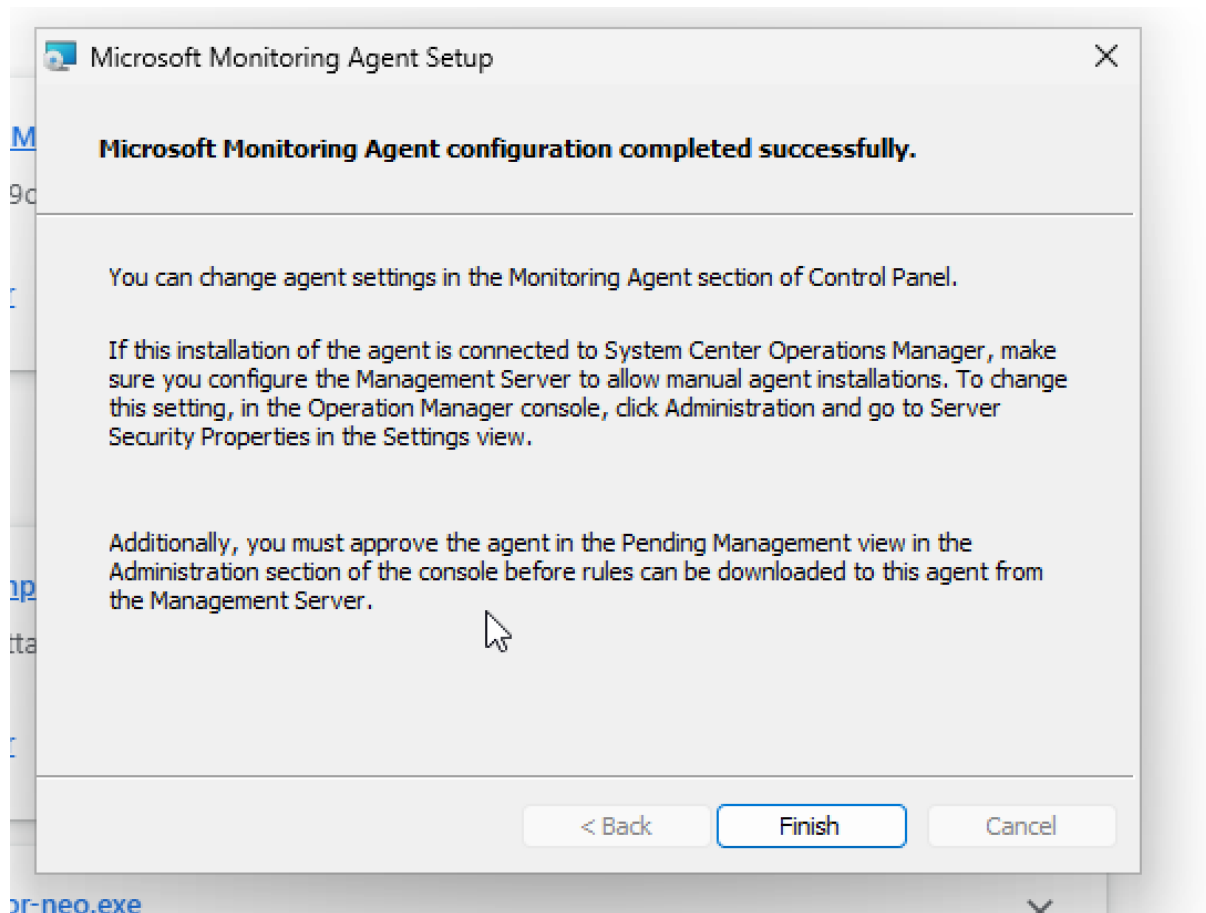 Microsoft Monitoring Agent Setup
M
Microsoft Monitoring Agent configuration completed successfully.
9c
You can change agent settings in the Monitoring Agent section of Control Panel.
If this installation of the agent is connected to System Center Operations Manager, make
sure you configure the Management Server to allow manual agent installations. To change
this setting, in the Operation Manager console, click Administration and go to Server
Security Properties in the Settings view.
Additionally, you must approve the agent in the Pending Management view in the
Administration section of the console before rules can be downloaded to this agent from
the Management Server.
tta
< Back
Finish
Cancel
or-neo.exe